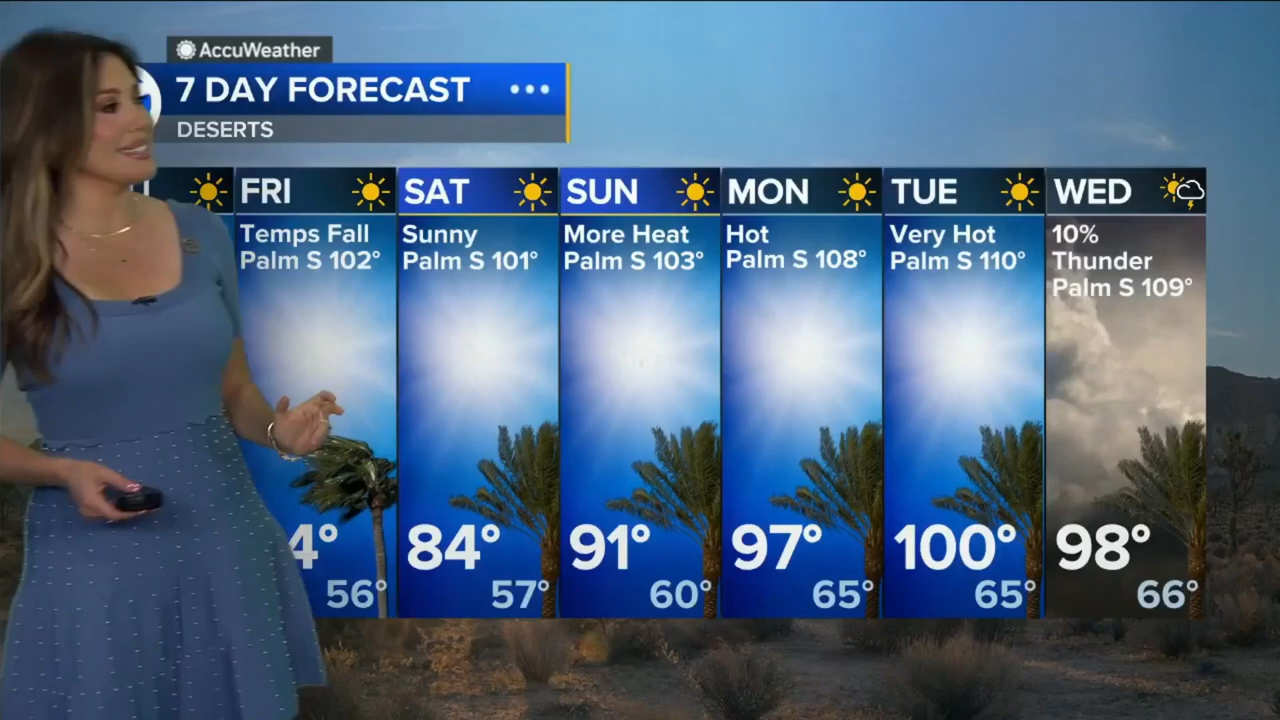 AccuWeather
7 DAY FORECAST
DESERTS
FRI
Temps Fall
Palm S 102°
4°
56°
SAT
Sunny
Palm S 101°
84°
57°
SUN
More Heat
Palm S 103°
91°
60°
MON
Hot
Palm S 108°
97°
65°
TUE
Very Hot
Palm S 110°
100°
65°
WED
10%
Thunder
Palm S 109°
98°
66°